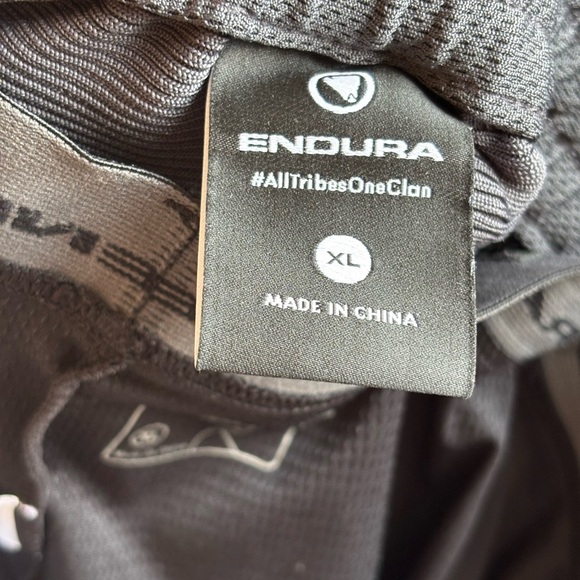 ENDURA
#AllTribesOneClan
XL
MADE IN CHINA